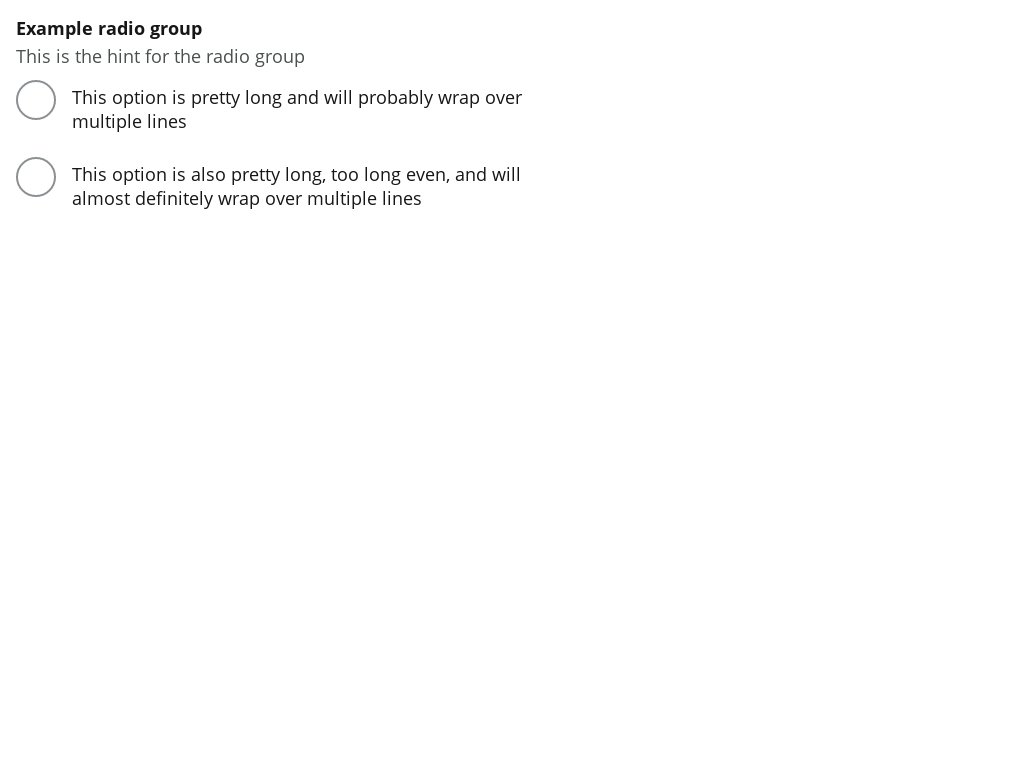 Example radio group
This is the hint for the radio group
This option is pretty long and will probably wrap over
multiple lines
This option is also pretty long, too long even, and will
almost definitely wrap over multiple lines